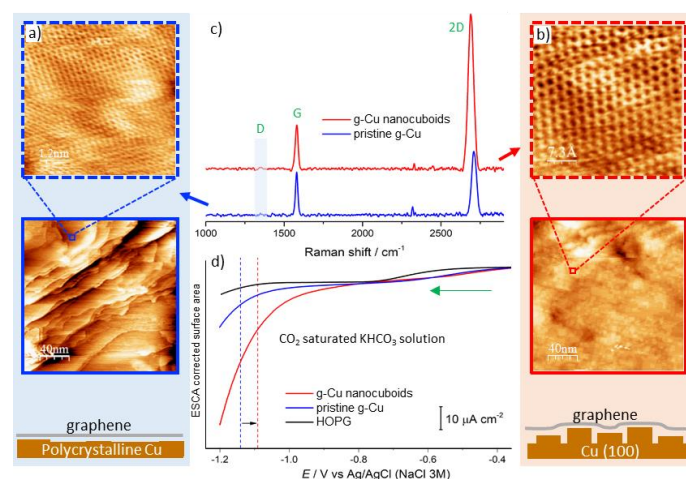 a)
1.2nm
40nm
graphene
Polycrystalline Cu
c)
2D
G
D
g-Cu nanocuboids
pristine g-Cu
1000 1500 2000 2500
Raman shift / cm⁻¹
d)
ESCA corrected surface area
CO₂ saturated KHCO₃ solution
g-Cu nanocuboids
pristine g-Cu
HOPG
10 µA cm⁻²
-1.2 -1.0 -0.8 -0.6 -0.4
E / V vs Ag/AgCl (NaCl 3M)
b)
7.3Å
40nm
graphene
Cu (100)